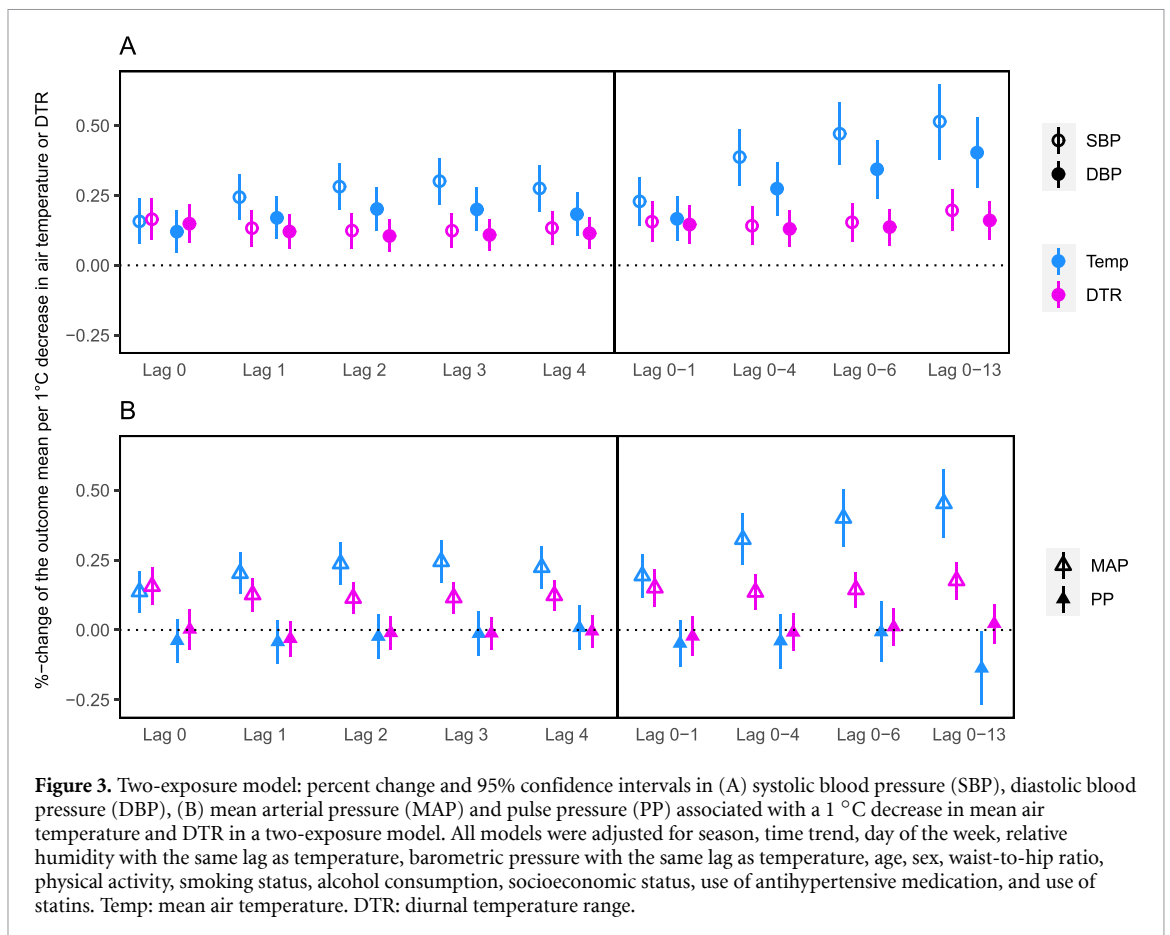 A
%−change of the outcome mean per 1°C decrease in air temperature or DTR
0.50
0.25
0.00
−0.25
Lag 0 Lag 1 Lag 2 Lag 3 Lag 4 Lag 0−1 Lag 0−4 Lag 0−6 Lag 0−13
SBP
DBP
Temp
DTR
B
0.50
0.25
0.00
−0.25
Lag 0 Lag 1 Lag 2 Lag 3 Lag 4 Lag 0−1 Lag 0−4 Lag 0−6 Lag 0−13
MAP
PP
Figure 3. Two-exposure model: percent change and 95% confidence intervals in (A) systolic blood pressure (SBP), diastolic blood
pressure (DBP), (B) mean arterial pressure (MAP) and pulse pressure (PP) associated with a 1 °C decrease in mean air
temperature and DTR in a two-exposure model. All models were adjusted for season, time trend, day of the week, relative
humidity with the same lag as temperature, barometric pressure with the same lag as temperature, age, sex, waist-to-hip ratio,
physical activity, smoking status, alcohol consumption, socioeconomic status, use of antihypertensive medication, and use of
statins. Temp: mean air temperature. DTR: diurnal temperature range.